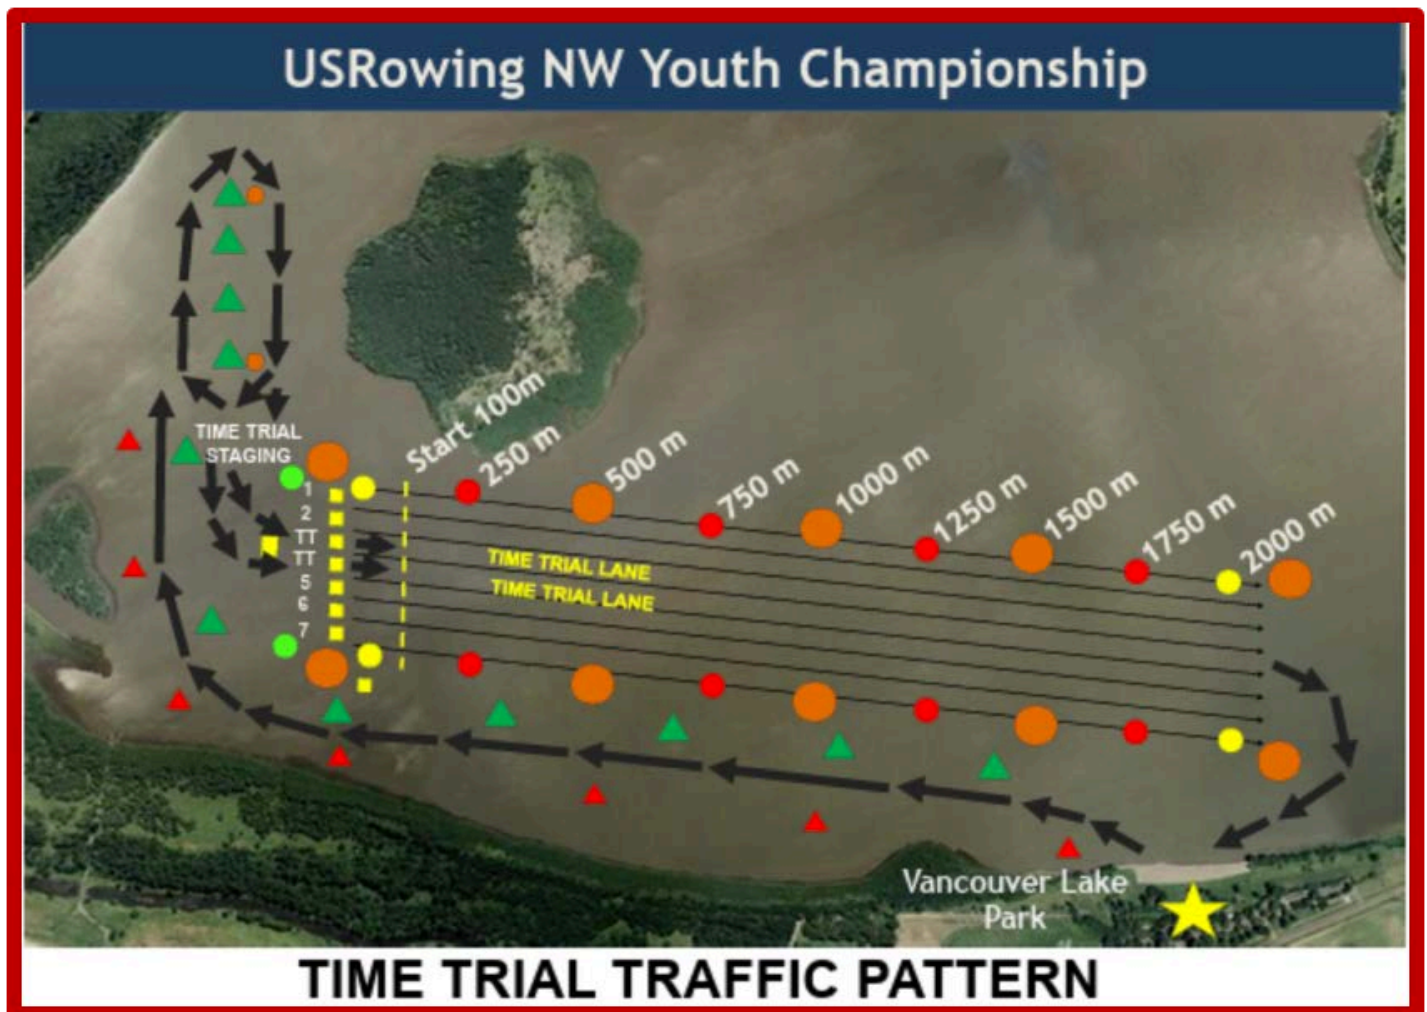 USRowing NW Youth Championship
Start 100m
250 m
500 m
750 m
1000 m
1250 m
1500 m
1750 m
2000 m
TIME TRIAL
STAGING
1
2
TT
TT
5
6
7
TIME TRIAL LANE
TIME TRIAL LANE
Vancouver Lake
Park
TIME TRIAL TRAFFIC PATTERN